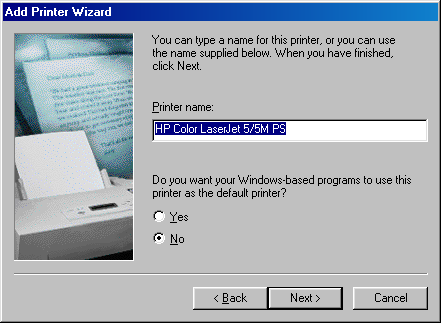 Add Printer Wizard
You can type a name for this printer, or you can use
the name supplied below. When you have finished,
click Next.
Printer name:
HP Color LaserJet 5/5M PS
Do you want your Windows-based programs to use this
printer as the default printer?
Yes
No
< Back
Next >
Cancel